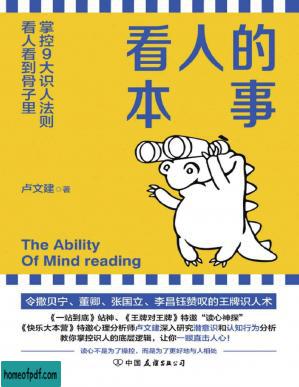 掌控9大识人法则
看人看到骨子里
看人的
本事
卢文建 著
The Ability
Of Mind reading
令撒贝宁、董卿、张国立、李昌钰赞叹的王牌识人术
《一站到底》站神、《王牌对王牌》特邀“读心神探”
《快乐大本营》特邀心理分析师卢文建深入研究潜意识和认知行为分析
教你掌控识人的底层逻辑，让你一眼直击人心！
读心不是为了操控，而是为了更好地与人相处
中国友谊出版公司
homeofpdf.com